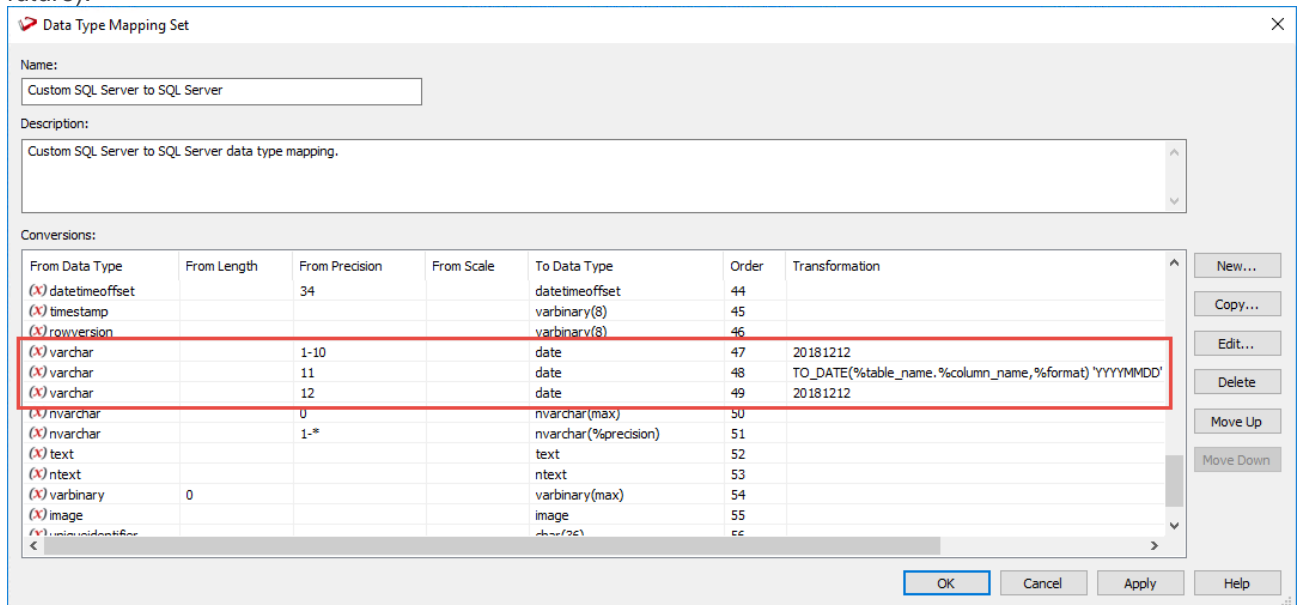 Data Type Mapping Set
Name:
Custom SQL Server to SQL Server
Description:
Custom SQL Server to SQL Server data type mapping.
Conversions:
From Data Type From Length From Precision From Scale To Data Type Order Transformation
(x) datetimeoffset 34 datetimeoffset 44
(x) timestamp varbinary(8) 45
(x) rowversion varbinary(8) 46
(x) varchar 1-10 date 47 20181212
(x) varchar 11 date 48 TO_DATE(%table_name.%column_name,%format) 'YYYYMMDD'
(x) varchar 12 date 49 20181212
(x) nvarchar 0 nvarchar(max) 50
(x) nvarchar 1-* nvarchar(%precision) 51
(x) text text 52
(x) ntext ntext 53
(x) varbinary 0 varbinary(max) 54
(x) image image 55
(x) uniqueidentifier char(36) 56
New...
Copy...
Edit...
Delete
Move Up
Move Down
OK Cancel Apply Help